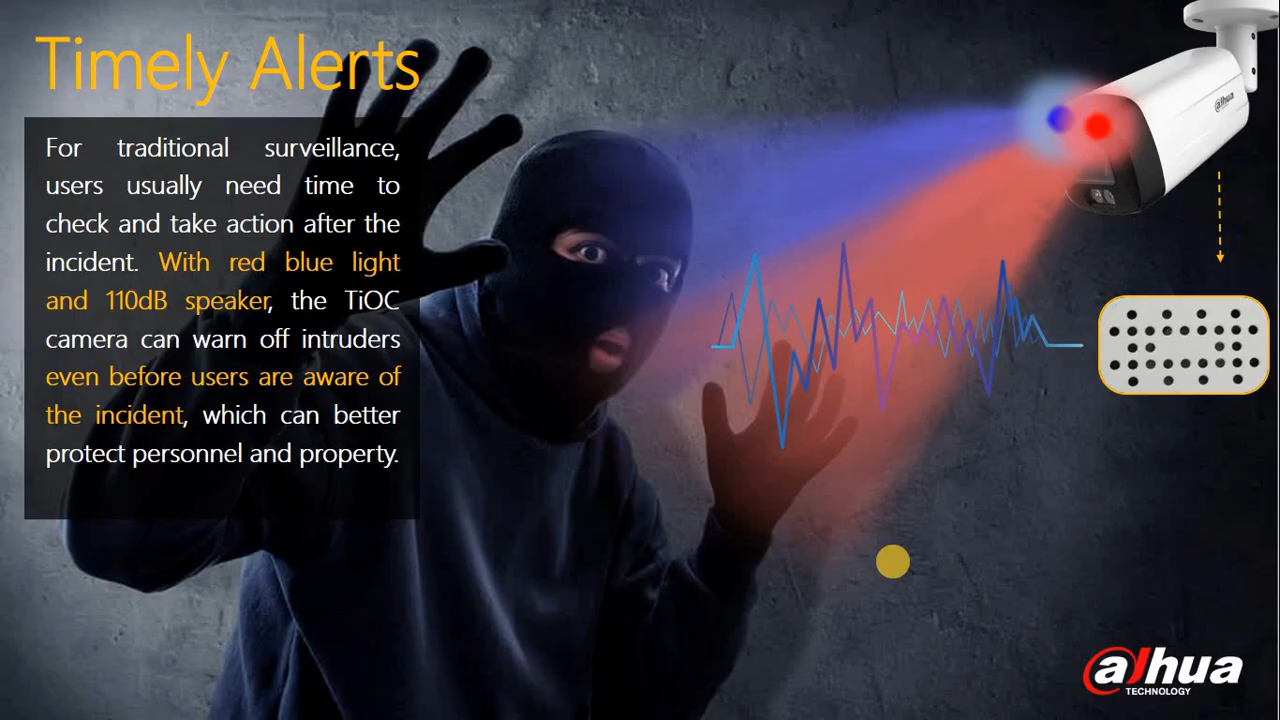 Timely Alerts
alhua
For traditional surveillance,
users usually need time to
check and take action after the
incident. With red blue light
and 110dB speaker, the TiOC
camera can warn off intruders
even before users are aware of
the incident, which can better
protect personnel and property.
alhua
TECHNOLOGY